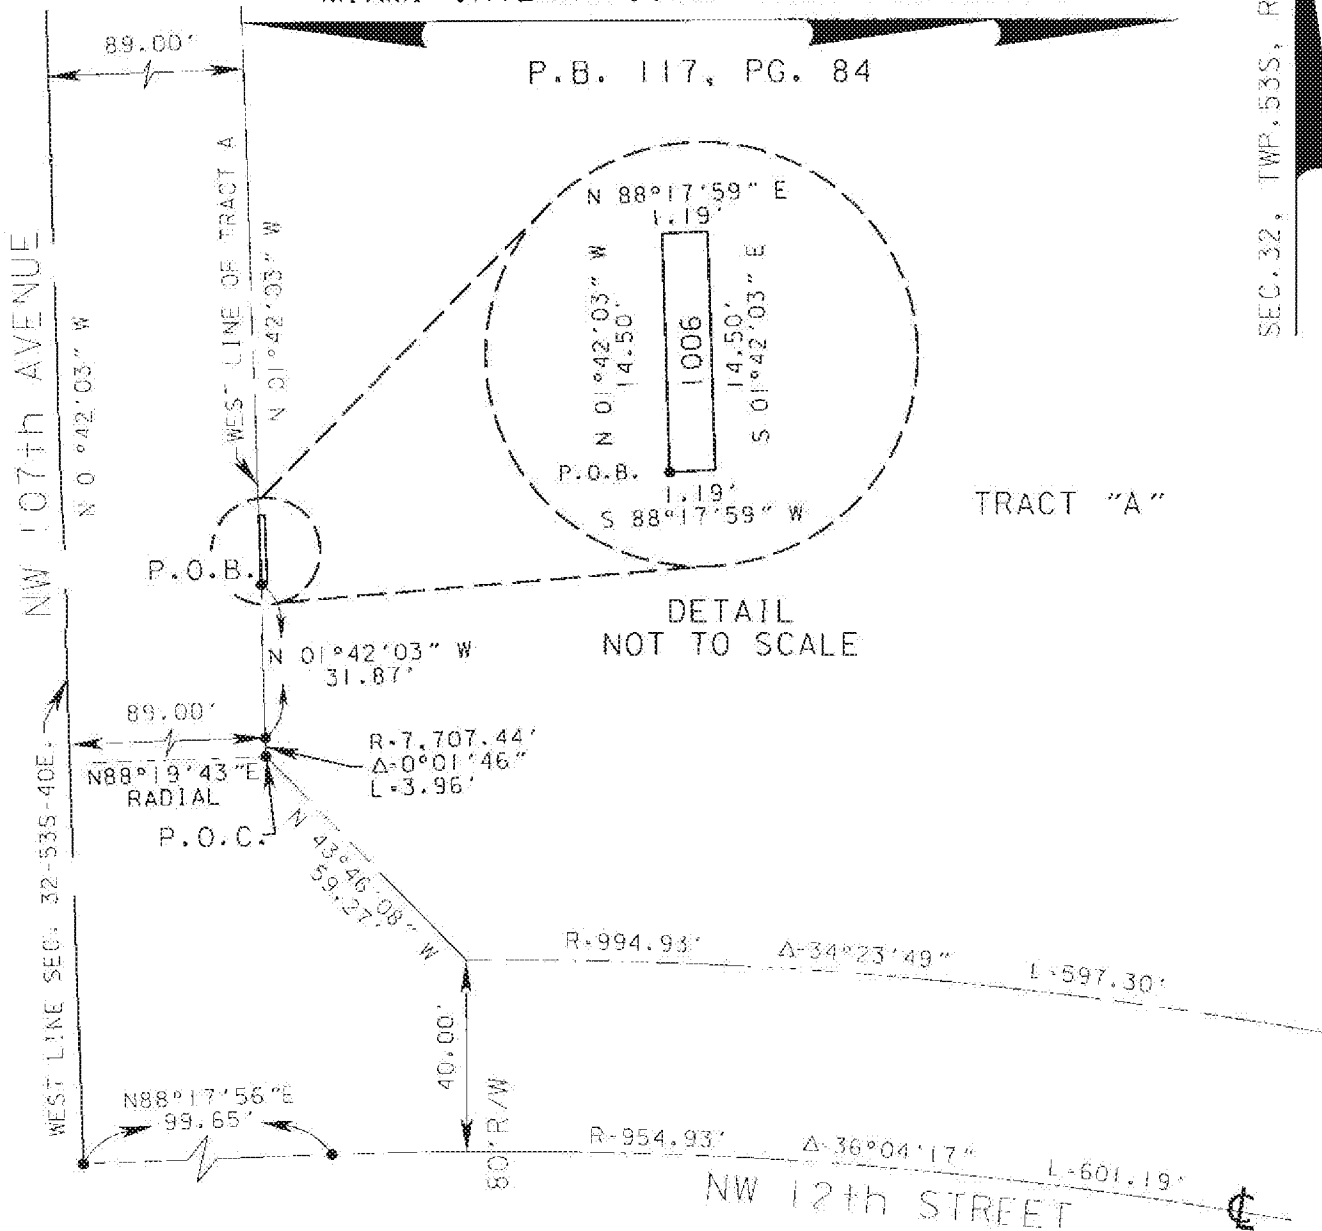 89.00'
P.B. 117, PG. 84
SEC.32, TWP.53S, R
WEST LINE OF TRACT A
N 01°42'03" W
NW 107th AVENUE
N 0 °42'03" W
N 88°17'59" E
1.19'
N 01°42'03" W
14.50'
1006
14.50'
S 01°42'03" E
P.O.B.
1.19'
S 88°17'59" W
TRACT "A"
P.O.B.
DETAIL
NOT TO SCALE
N 01°42'03" W
31.87'
89.00'
R-7,707.44'
Δ-0°01'46"
L=3.96'
N88°19'43"E
RADIAL
P.O.C.
WEST LINE SEC. 32-53S-40E.
N 43°46'08" W
59.27'
R-994.93' Δ-34°23'49" L=597.30'
40.00'
80'R/W
N88°17'56"E
99.65'
R-954.93' Δ-36°04'17" L=601.19'
NW 12th STREET